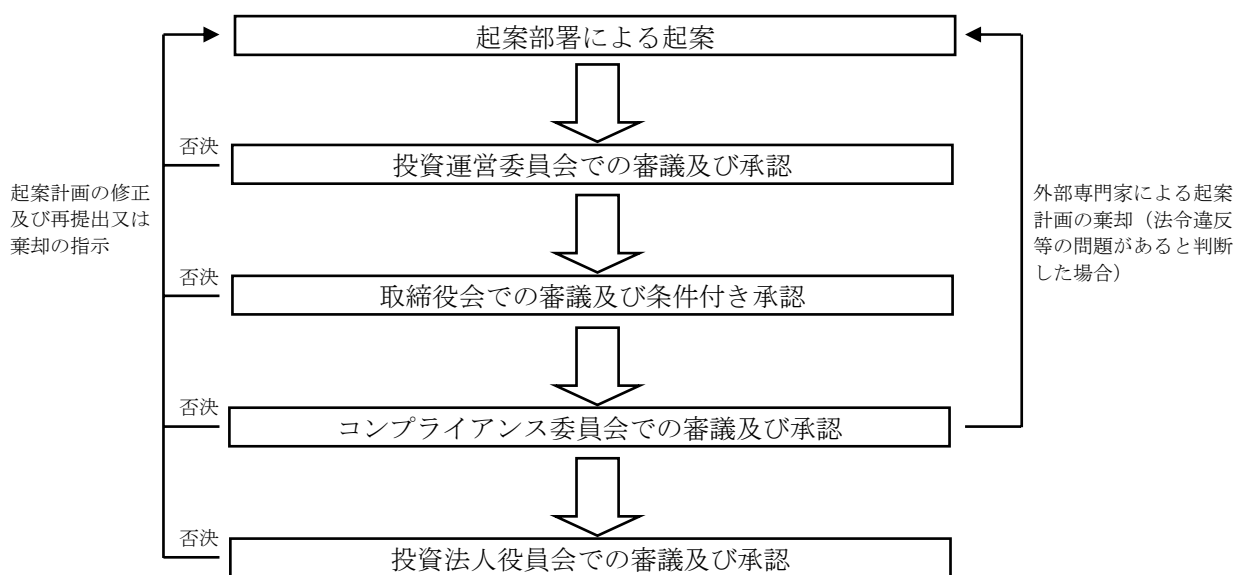 起案部署による起案
否決
投資運営委員会での審議及び承認
起案計画の修正
及び再提出又は
棄却の指示
外部専門家による起案
計画の棄却（法令違反
等の問題があると判断
した場合）
否決
取締役会での審議及び条件付き承認
否決
コンプライアンス委員会での審議及び承認
否決
投資法人役員会での審議及び承認